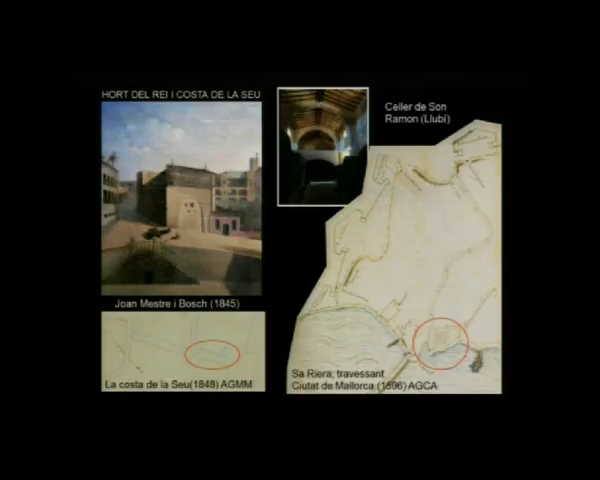 HORT DEL REI I COSTA DE LA SEU
Celler de Son
Ramon (Llubí)
Joan Mestre i Bosch (1845)
La costa de la Seu(1848) AGMM
Sa Riera, travessant
Ciutat de Mallorca (1596) AGCA